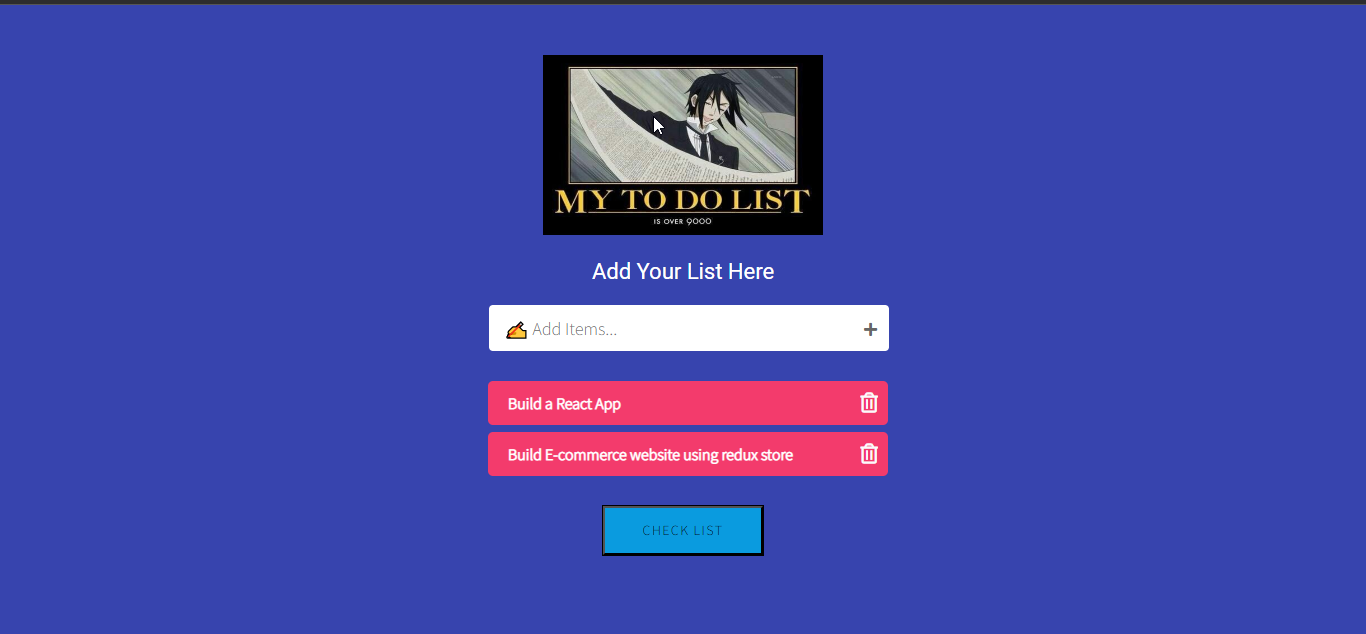 MY TO DO LIST
IS OVER 9000
Add Your List Here
✍ Add Items...
Build a React App
Build E-commerce website using redux store
CHECK LIST